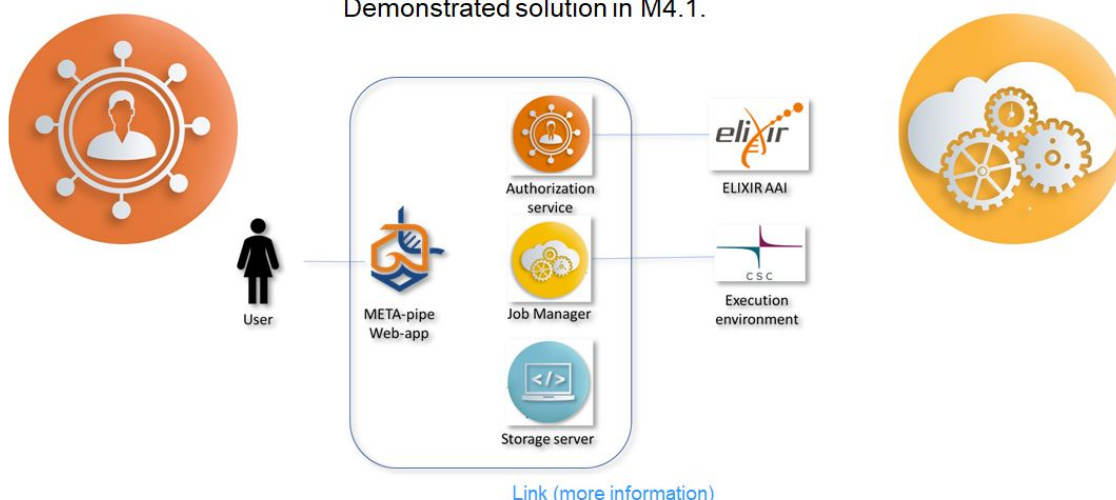 Demonstrated solution in M4.1.
elixir
Authorization
service
ELIXIR AAI
CSC
User
META-pipe
Web-app
Job Manager
Execution
environment
</>
Storage server
Link (more information)